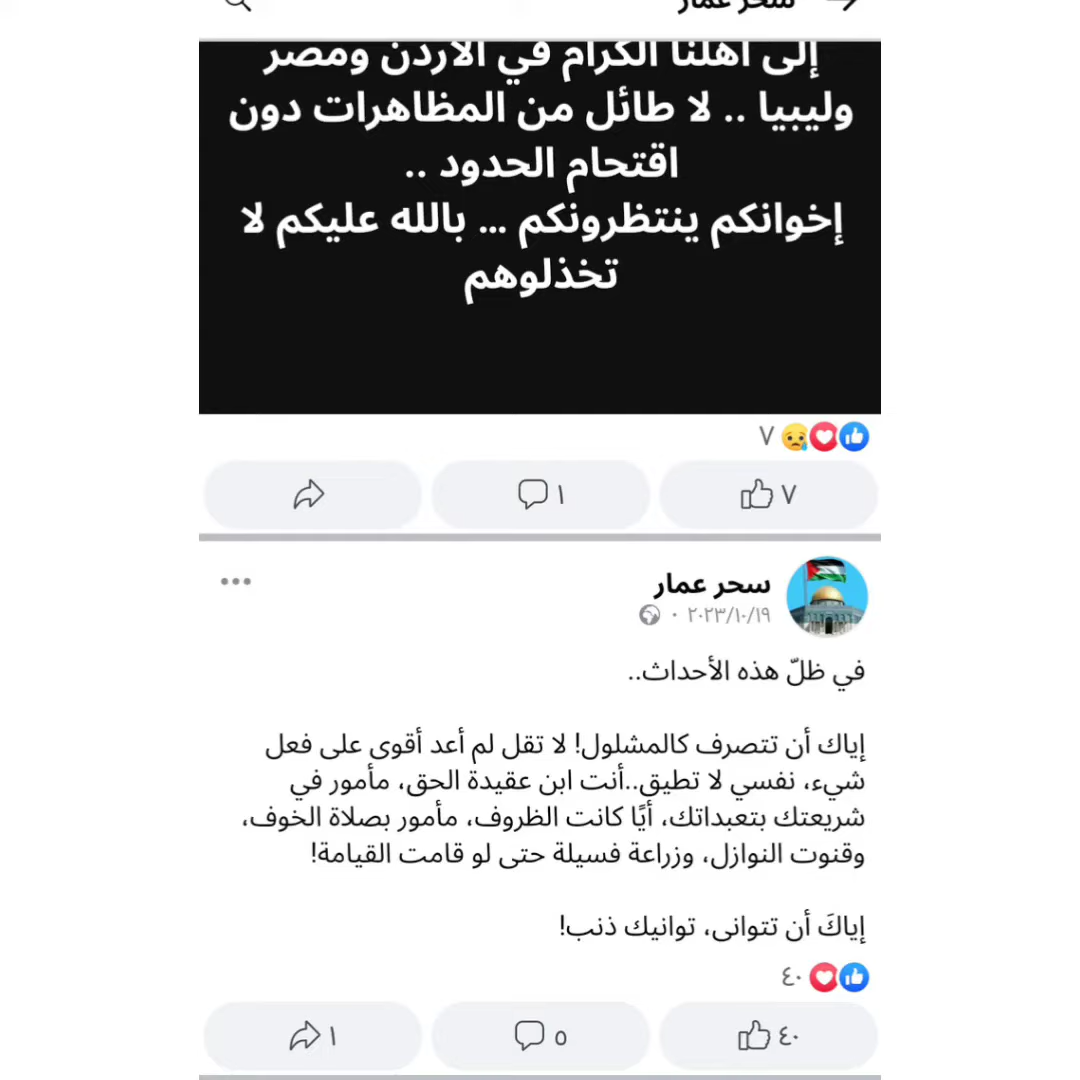 سحر عمار
إلى أهلنا الكرام في الأردن ومصر
وليبيا .. لا طائل من المظاهرات دون
اقتحام الحدود ..
إخوانكم ينتظرونكم ... بالله عليكم لا
تخذلوهم
٧
٧
١
سحر عمار
٢٠٢٣/١٠/١٩ ·
في ظلّ هذه الأحداث..
إياك أن تتصرف كالمشلول! لا تقل لم أعد أقوى على فعل
شيء، نفسي لا تطيق..أنت ابن عقيدة الحق، مأمور في
شريعتك بتعبداتك، أيًا كانت الظروف، مأمور بصلاة الخوف،
وقنوت النوازل، وزراعة فسيلة حتى لو قامت القيامة!
إياكَ أن تتوانى، توانيك ذنب!
٤٠
٤٠
٥
١